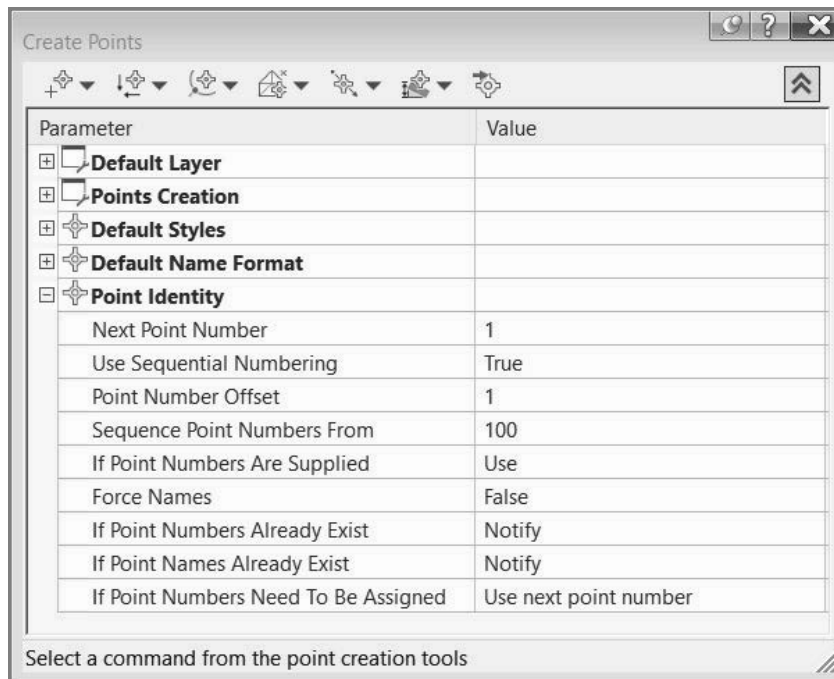 Create Points
Parameter Value
Default Layer
Points Creation
Default Styles
Default Name Format
Point Identity
Next Point Number 1
Use Sequential Numbering True
Point Number Offset 1
Sequence Point Numbers From 100
If Point Numbers Are Supplied Use
Force Names False
If Point Numbers Already Exist Notify
If Point Names Already Exist Notify
If Point Numbers Need To Be Assigned Use next point number
Select a command from the point creation tools